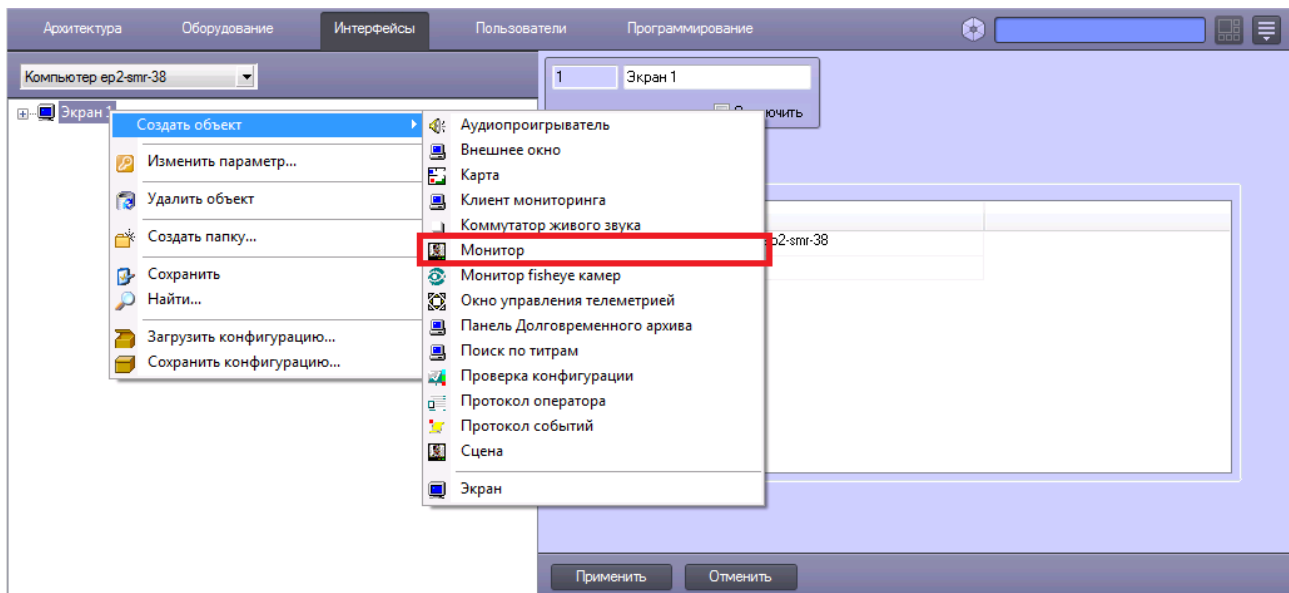 Архитектура Оборудование Интерфейсы Пользователи Программирование
Компьютер ep2-smr-38
1 Экран 1
Экран 1
Создать объект
Изменить параметр...
Удалить объект
Создать папку...
Сохранить
Найти...
Загрузить конфигурацию...
Сохранить конфигурацию...
Аудиопроигрыватель
Внешнее окно
Карта
Клиент мониторинга
Коммутатор живого звука
Монитор
Монитор fisheye камер
Окно управления телеметрией
Панель Долговременного архива
Поиск по титрам
Проверка конфигурации
Протокол оператора
Протокол событий
Сцена
Экран
Применить Отменить